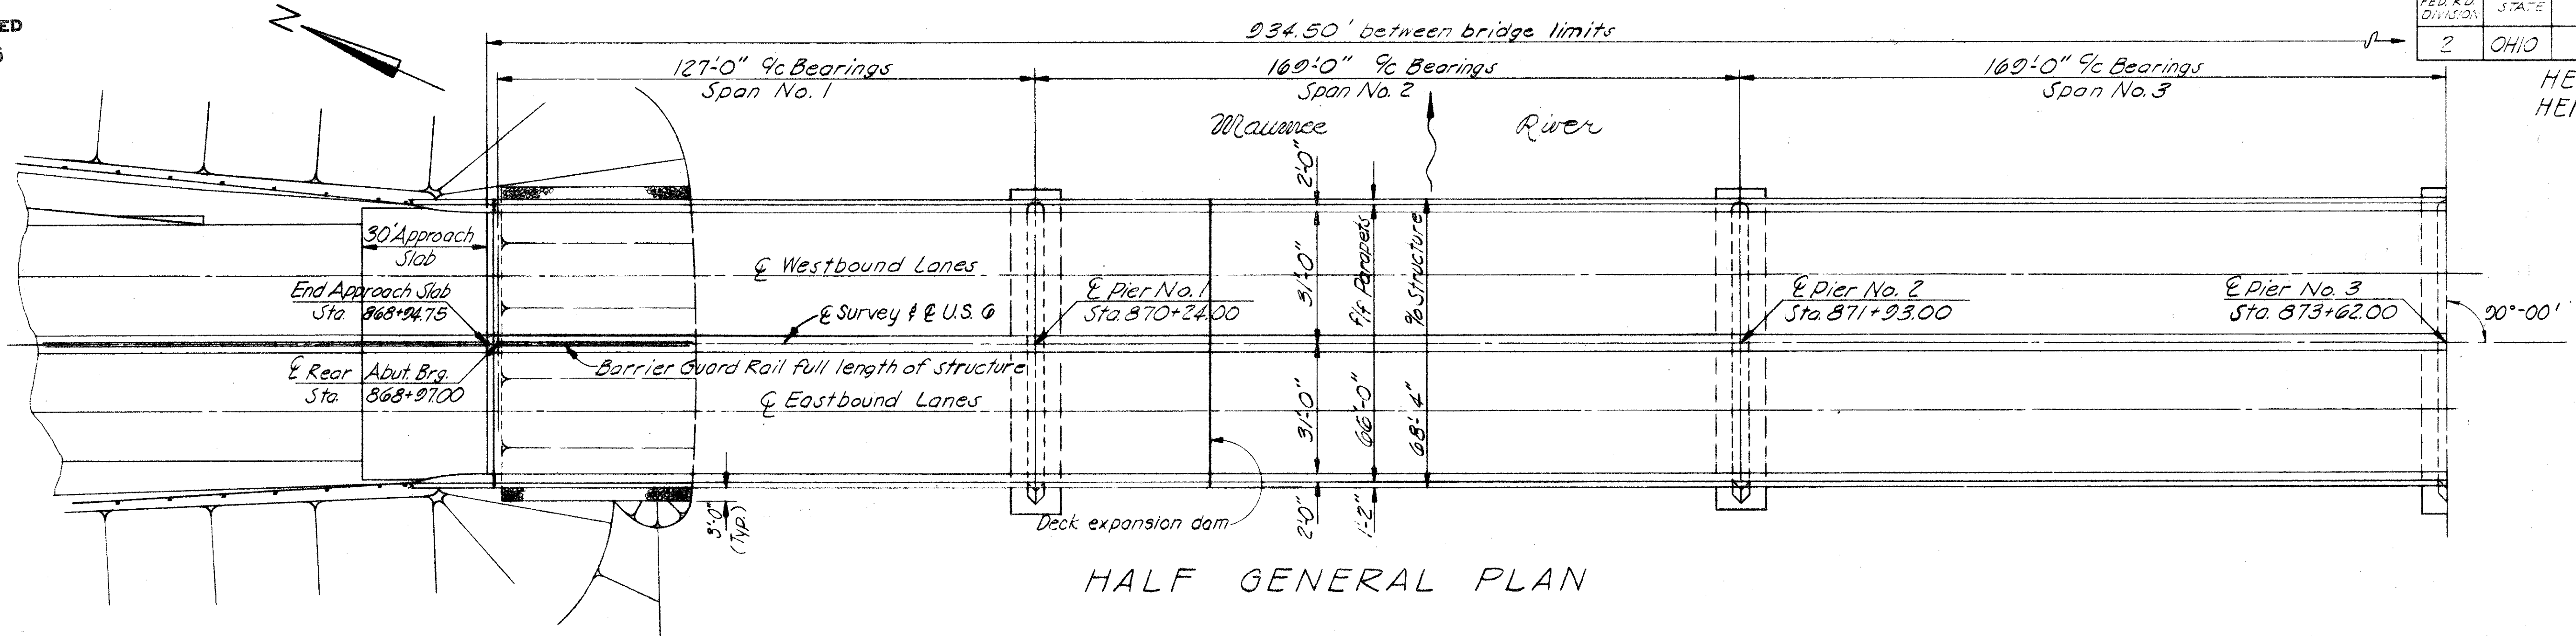 ED
N
934.50' between bridge limits
FED. RD.
DIVISION
STATE
2
OHIO
127'-0" c/c Bearings
Span No. 1
169'-0" c/c Bearings
Span No. 2
169'-0" c/c Bearings
Span No. 3
HE
HEN
Maumee River
30' Approach
Slab
℄ Westbound Lanes
End Approach Slab
Sta. 868+94.75
℄ Survey & ℄ U.S. 6
℄ Pier No. 1
Sta. 870+24.00
℄ Pier No. 2
Sta. 871+93.00
℄ Pier No. 3
Sta. 873+62.00
90°-00'
℄ Rear Abut. Brg.
Sta. 868+97.00
Barrier Guard Rail full length of structure
℄ Eastbound Lanes
2'-0"
31'-0"
31'-0"
2'-0"
f/f Parapets
66'-0"
1'-2"
o/o Structure
68'-4"
3'-0"
(Typ.)
Deck expansion dam
HALF GENERAL PLAN